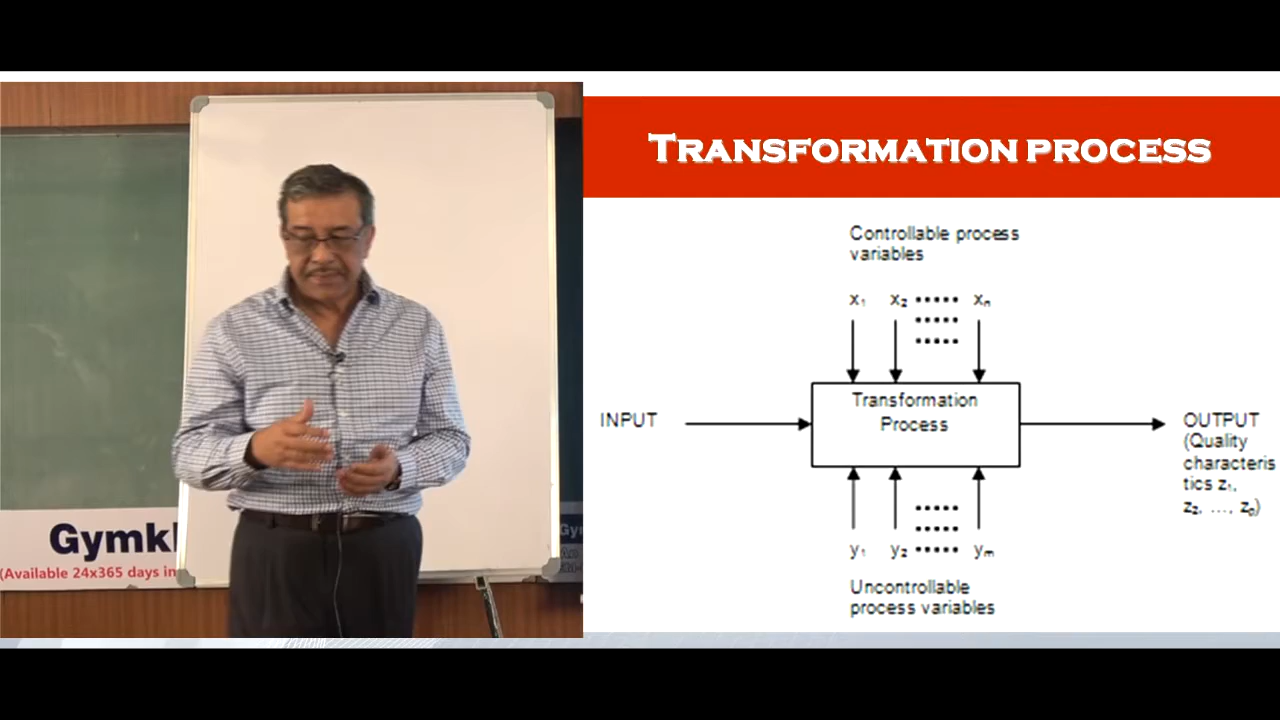 TRANSFORMATION PROCESS
Controllable process
variables
x1 x2 ••••• xn
•••••
•••••
Transformation
Process
INPUT
OUTPUT
(Quality
characteris
tics z1,
z2, ..., zp)
•••••
•••••
y1 y2 ••••• ym
Uncontrollable
process variables
Gymk
(Available 24x365 days in